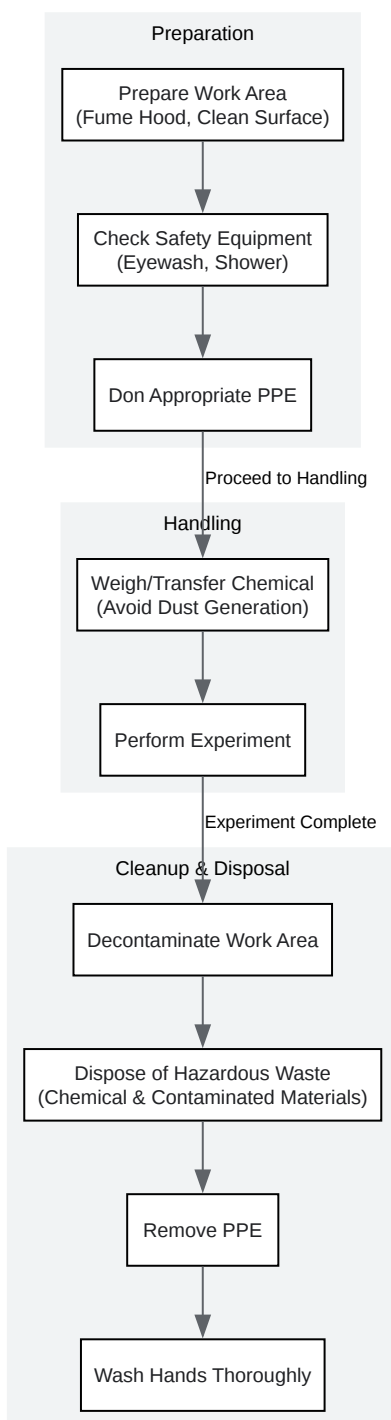 Preparation
Prepare Work Area
(Fume Hood, Clean Surface)
Check Safety Equipment
(Eyewash, Shower)
Don Appropriate PPE
Proceed to Handling
Handling
Weigh/Transfer Chemical
(Avoid Dust Generation)
Perform Experiment
Experiment Complete
Cleanup & Disposal
Decontaminate Work Area
Dispose of Hazardous Waste
(Chemical & Contaminated Materials)
Remove PPE
Wash Hands Thoroughly